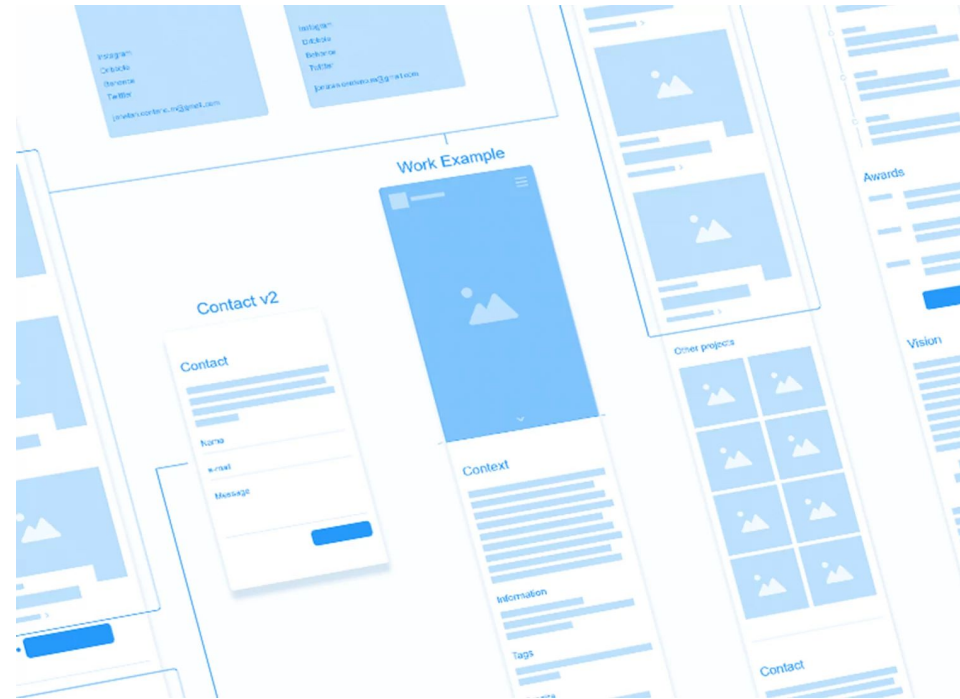 Instagram
Dribbble
Behance
Twitter
Instagram
Dribbble
Behance
Twitter
Work Example
Contact v2
Contact
Name
e-mail
Message
Context
Information
Tags
Other projects
Contact
Awards
Vision